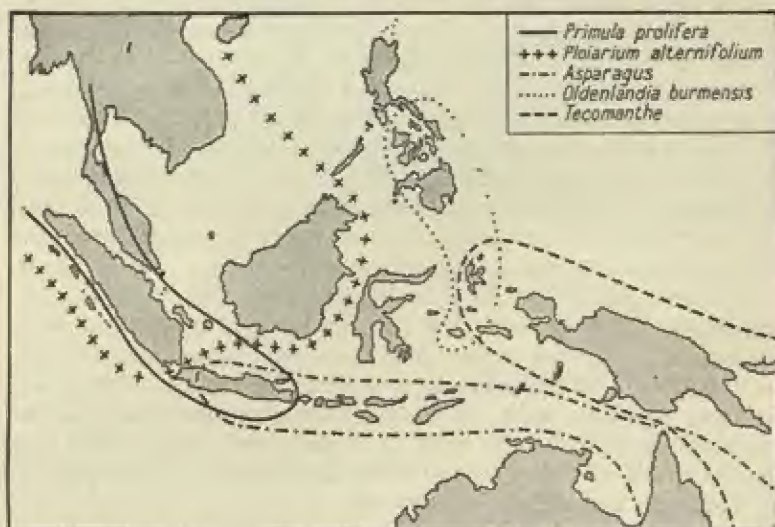 Primula prolifera
Ploiarium alternifolium
Asparagus
Oldenlandia burmensis
Tecomanthe